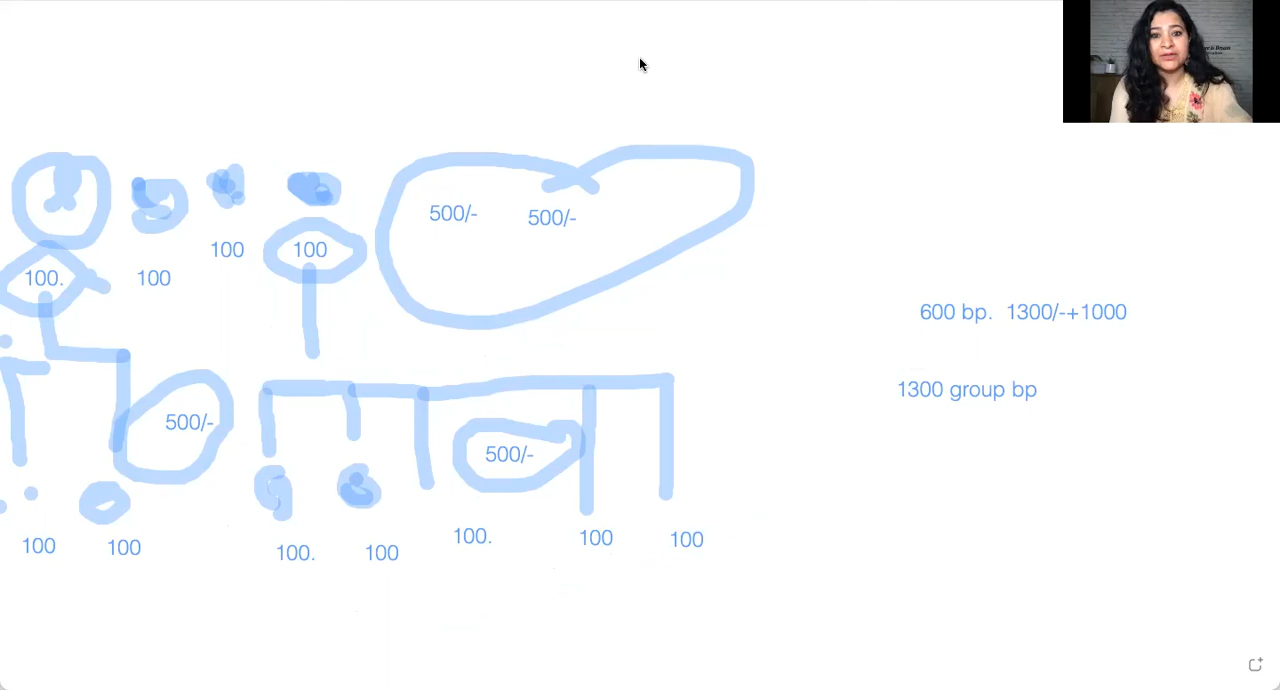 500/- 500/-
100 100
100. 100
600 bp. 1300/-+1000
1300 group bp
500/-
500/-
100 100 100. 100 100. 100 100